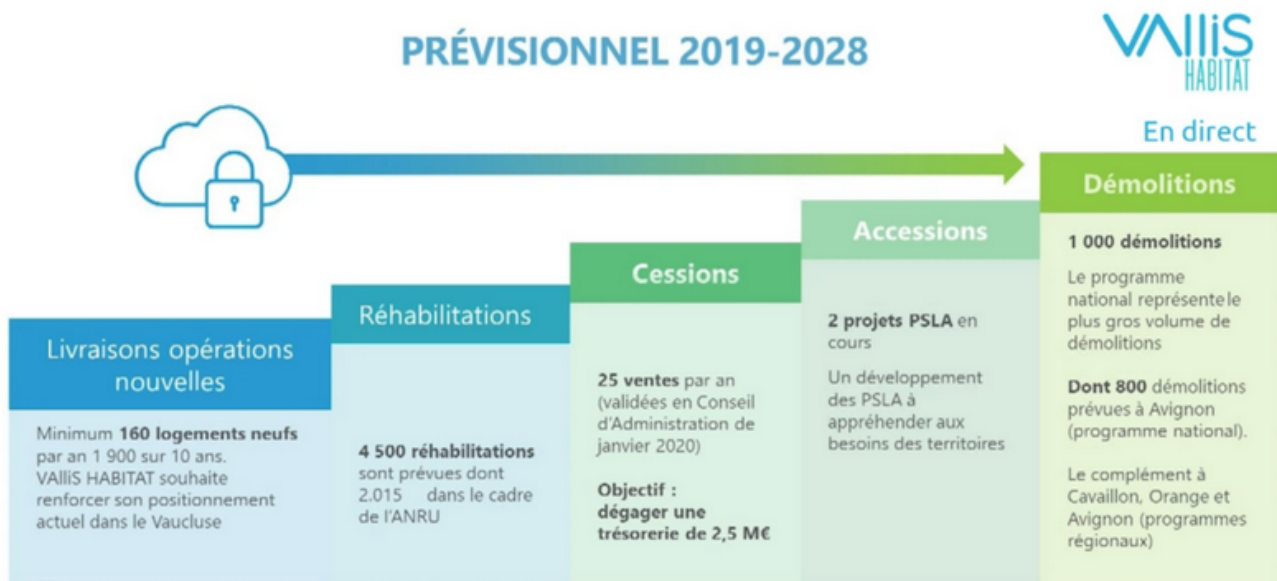 PRÉVISIONNEL 2019-2028
VAlliS
HABITAT
En direct
Livraisons opérations
nouvelles
Minimum 160 logements neufs
par an 1 900 sur 10 ans.
VAlliS HABITAT souhaite
renforcer son positionnement
actuel dans le Vaucluse
Réhabilitations
4 500 réhabilitations
sont prévues dont
2.015 dans le cadre
de l'ANRU
Cessions
25 ventes par an
(validées en Conseil
d'Administration de
janvier 2020)
Objectif :
dégager une
trésorerie de 2,5 M€
Accessions
2 projets PSLA en
cours
Un développement
des PSLA à
appréhender aux
besoins des territoires
Démolitions
1 000 démolitions
Le programme
national représente le
plus gros volume de
démolitions
Dont 800 démolitions
prévues à Avignon
(programme national).
Le complément à
Cavaillon, Orange et
Avignon (programmes
régionaux)